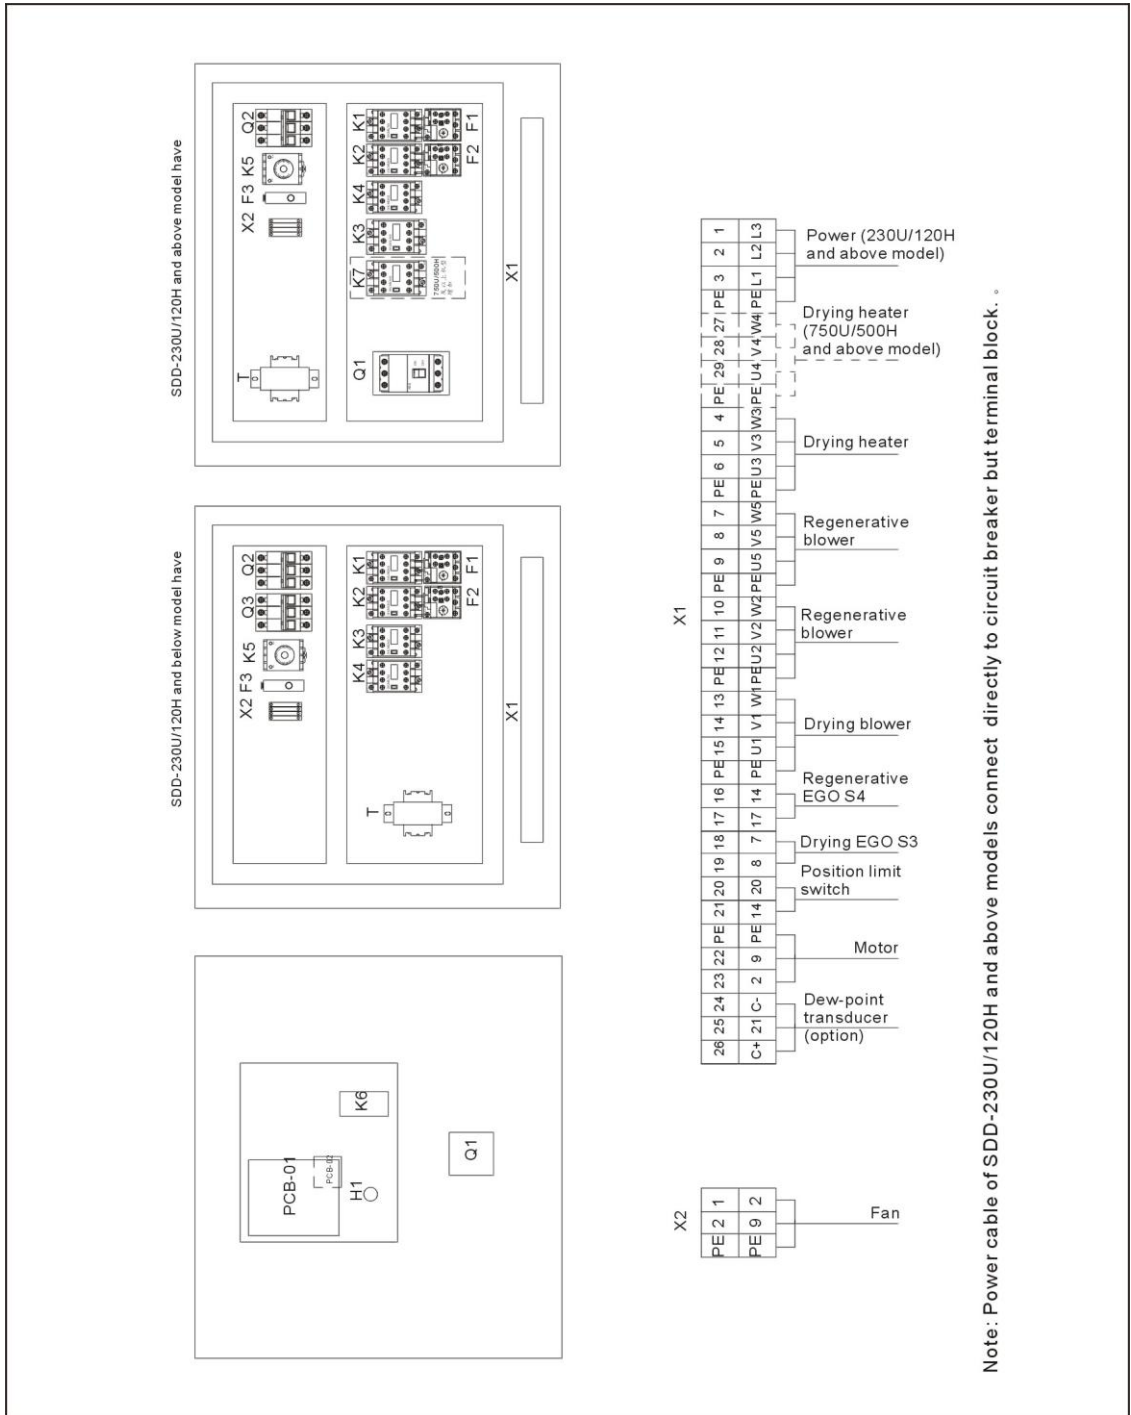 SDD-230U/120H and above model have
Q2
K5
F3
X2
T
K1
F1
K2
F2
K4
K3
K7
750U/500H
Q1
X1
SDD-230U/120H and below model have
Q2
Q3
K5
F3
X2
K1
F1
K2
F2
K3
K4
T
X1
PCB-01
PCB-02
K6
H1
Q1
X1
1 L3
2 L2
3 L1
PE PE
Power (230U/120H
and above model)
27 W4
28 V4
29 U4
PE PE
Drying heater
(750U/500H
and above model)
4 W3
5 V3
6 U3
PE PE
Drying heater
7 W5
8 V5
9 U5
PE PE
Regenerative
blower
10 W2
11 V2
12 U2
PE PE
Regenerative
blower
13 W1
14 V1
15 U1
PE PE
Drying blower
16 14
17 17
Regenerative
EGO S4
18 7
19 8
Drying EGO S3
20 20
21 14
Position limit
switch
PE PE
22 9
23 2
Motor
24 C-
25 21
26 C+
Dew-point
transducer
(option)
X2
1 2
2 9
PE PE
Fan
Note: Power cable of SDD-230U/120H and above models connect directly to circuit breaker but terminal block. 。